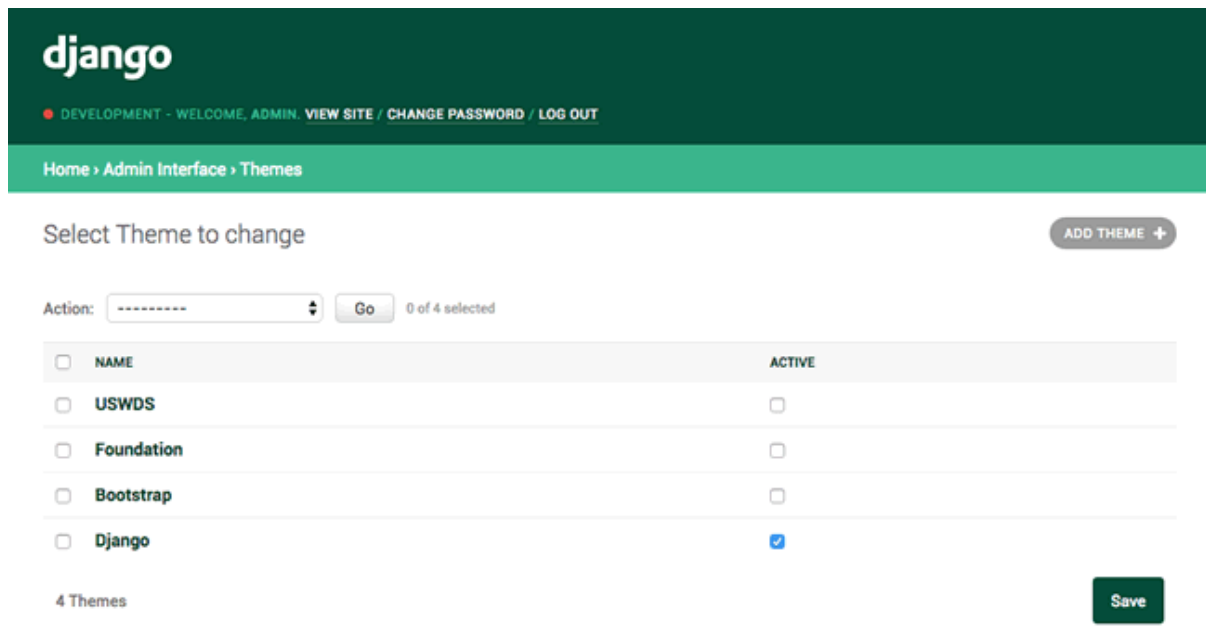 django
DEVELOPMENT - WELCOME, ADMIN. VIEW SITE / CHANGE PASSWORD / LOG OUT
Home › Admin Interface › Themes
Select Theme to change
ADD THEME +
Action: --------- Go 0 of 4 selected
NAME ACTIVE
USWDS
Foundation
Bootstrap
Django
4 Themes
Save